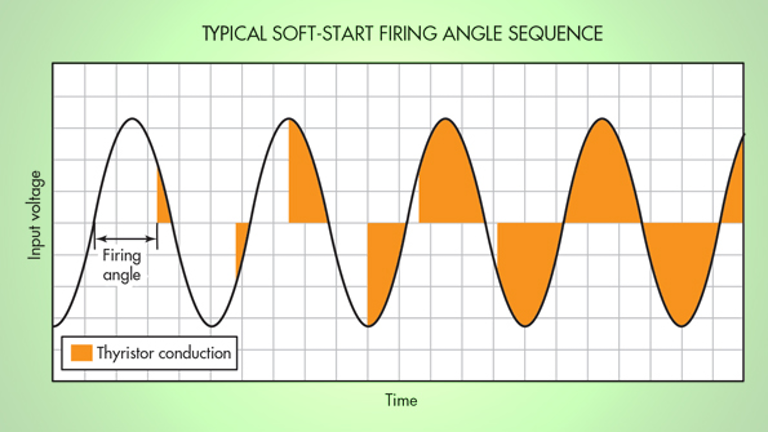 TYPICAL SOFT-START FIRING ANGLE SEQUENCE
Input voltage
Firing
angle
Thyristor conduction
Time